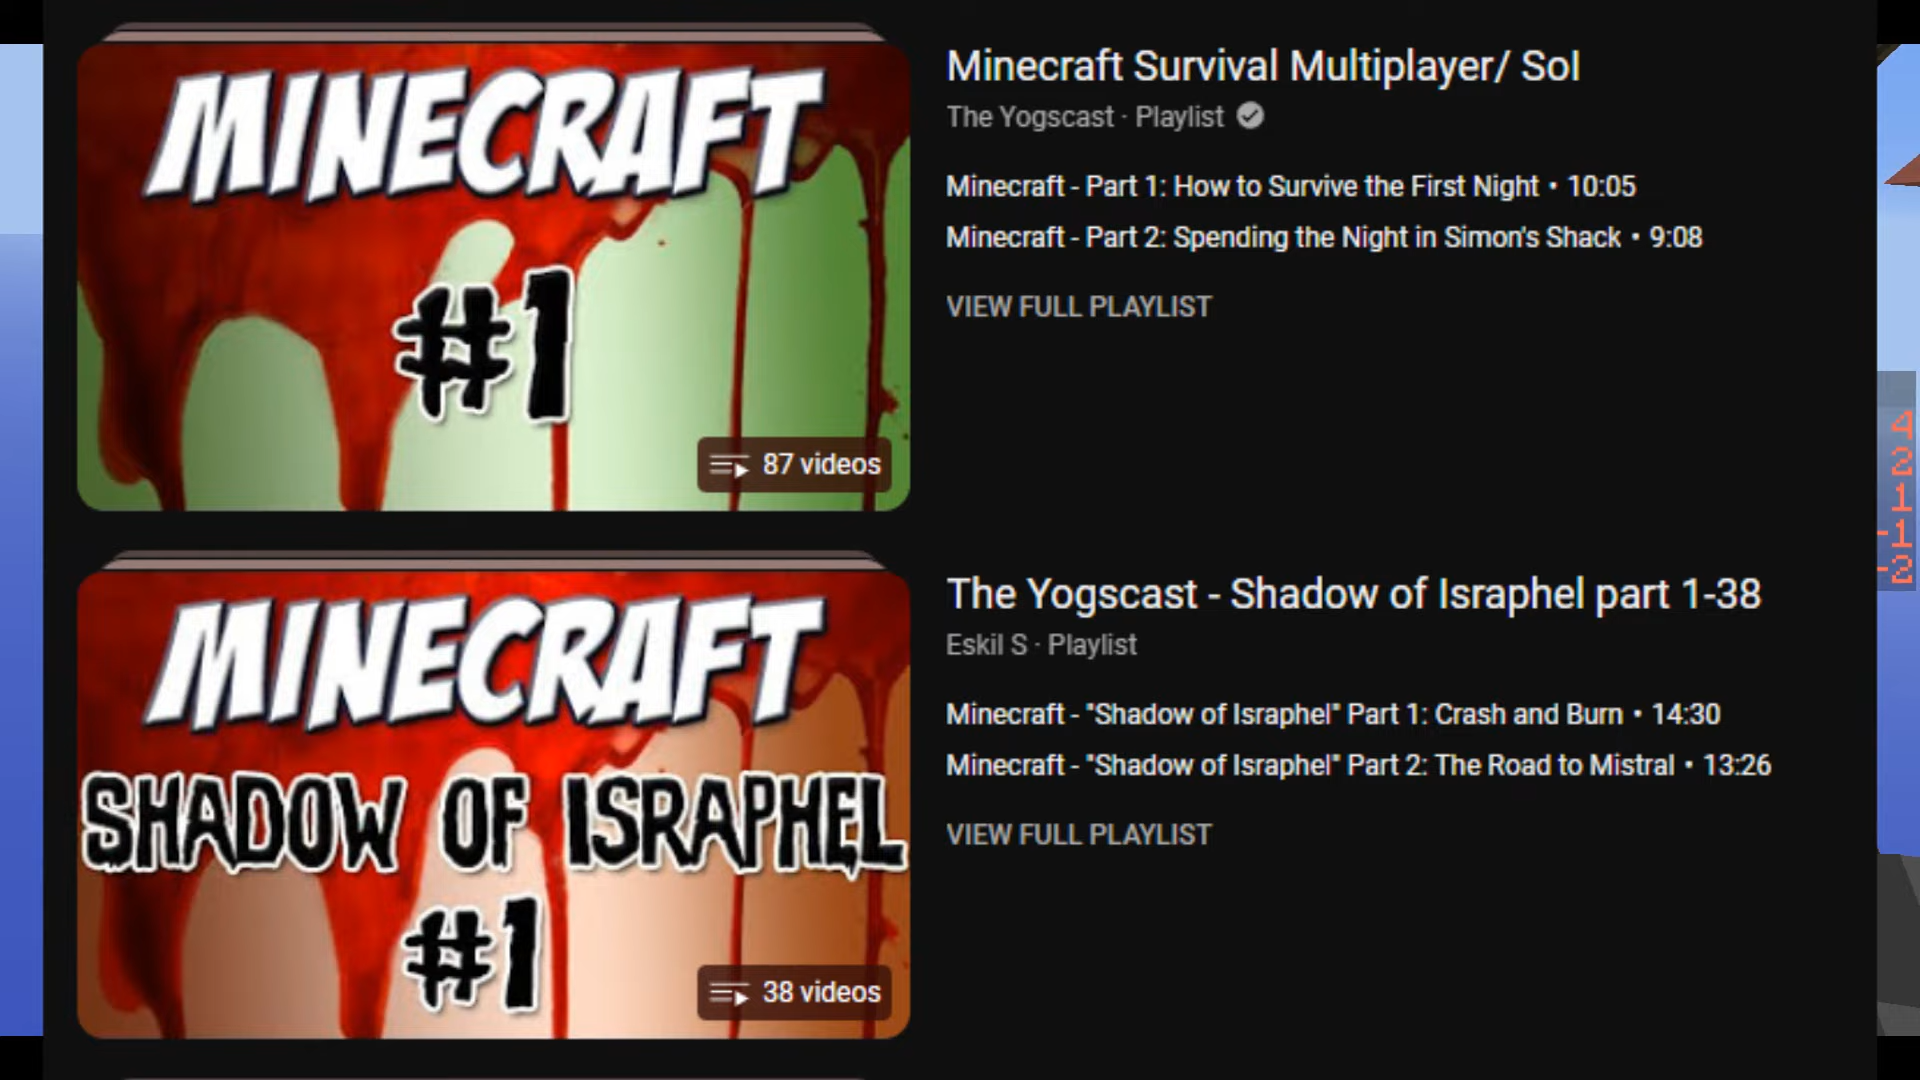 MINECRAFT
#1
87 videos
Minecraft Survival Multiplayer/ SoI
The Yogscast · Playlist
Minecraft - Part 1: How to Survive the First Night • 10:05
Minecraft - Part 2: Spending the Night in Simon's Shack • 9:08
VIEW FULL PLAYLIST
MINECRAFT
SHADOW OF ISRAPHEL
#1
38 videos
The Yogscast - Shadow of Israphel part 1-38
Eskil S · Playlist
Minecraft - "Shadow of Israphel" Part 1: Crash and Burn • 14:30
Minecraft - "Shadow of Israphel" Part 2: The Road to Mistral • 13:26
VIEW FULL PLAYLIST
4
2
1
-1
-2